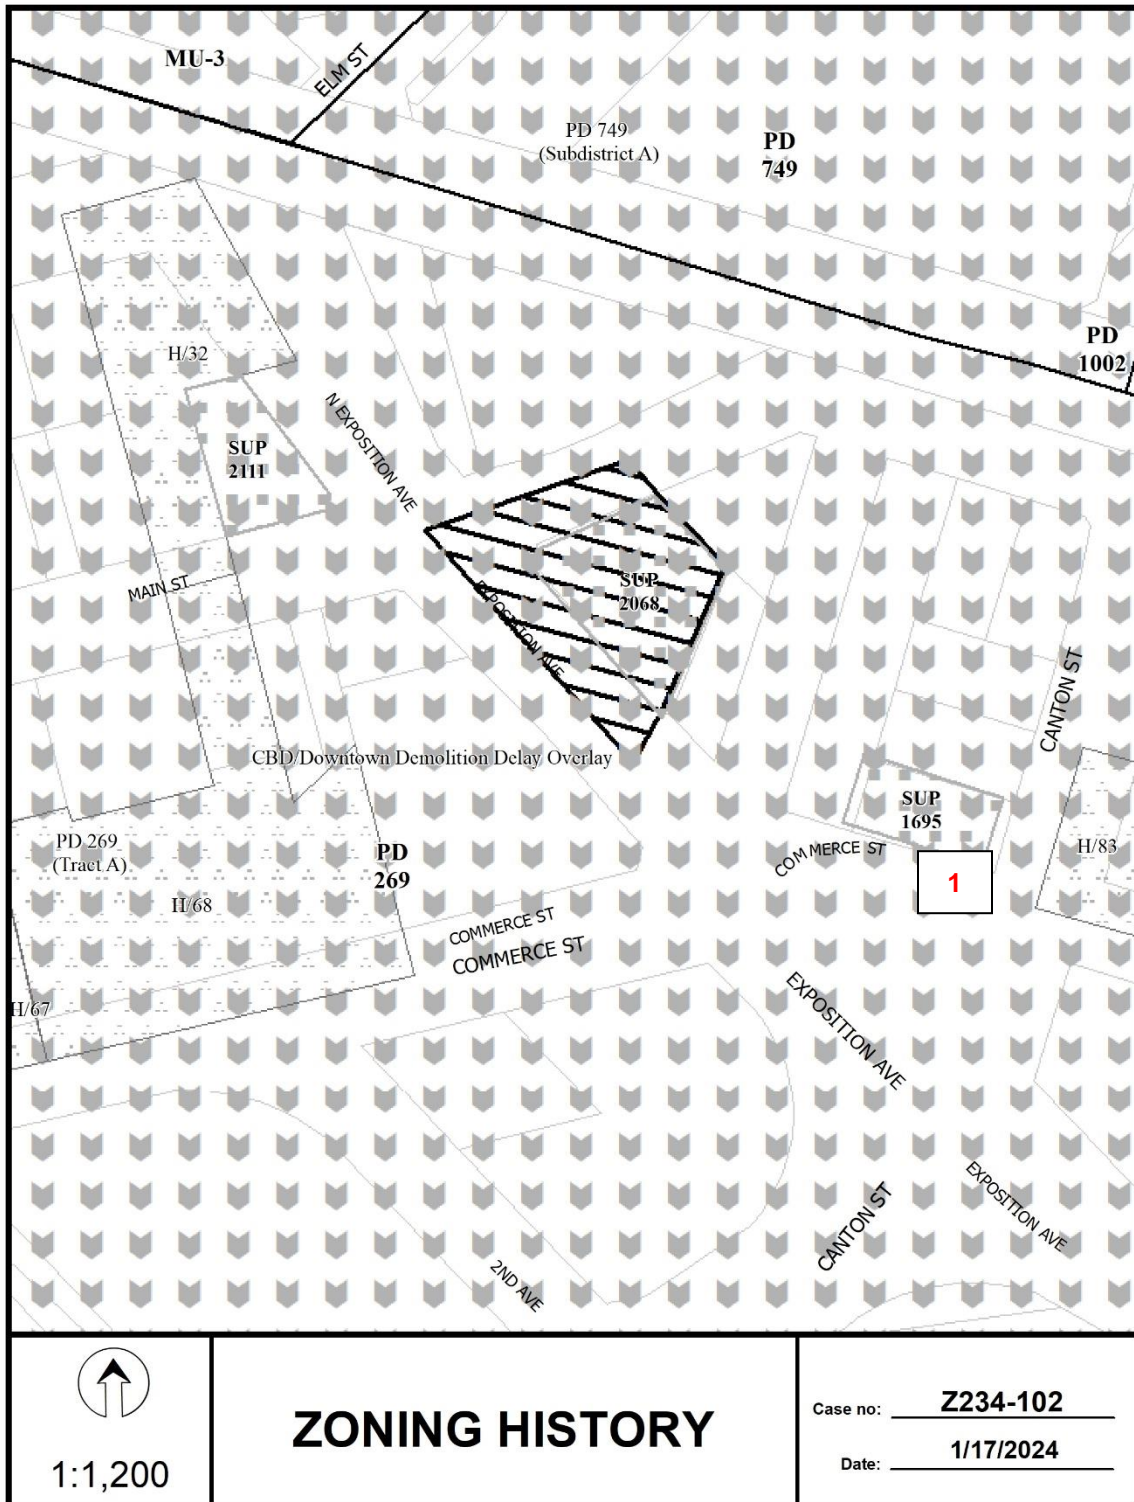 MU-3
ELM ST
PD 749
(Subdistrict A)
PD
749
PD
1002
H/32
N EXPOSITION AVE
SUP
2111
MAIN ST
SUP
2068
EXPOSITION AVE
CANTON ST
CBD/Downtown Demolition Delay Overlay
SUP
1695
PD 269
(Tract A)
PD
269
COMMERCE ST
H/83
1
H/68
COMMERCE ST
COMMERCE ST
H/67
EXPOSITION AVE
EXPOSITION AVE
CANTON ST
2ND AVE
1:1,200
ZONING HISTORY
Case no: Z234-102
Date: 1/17/2024